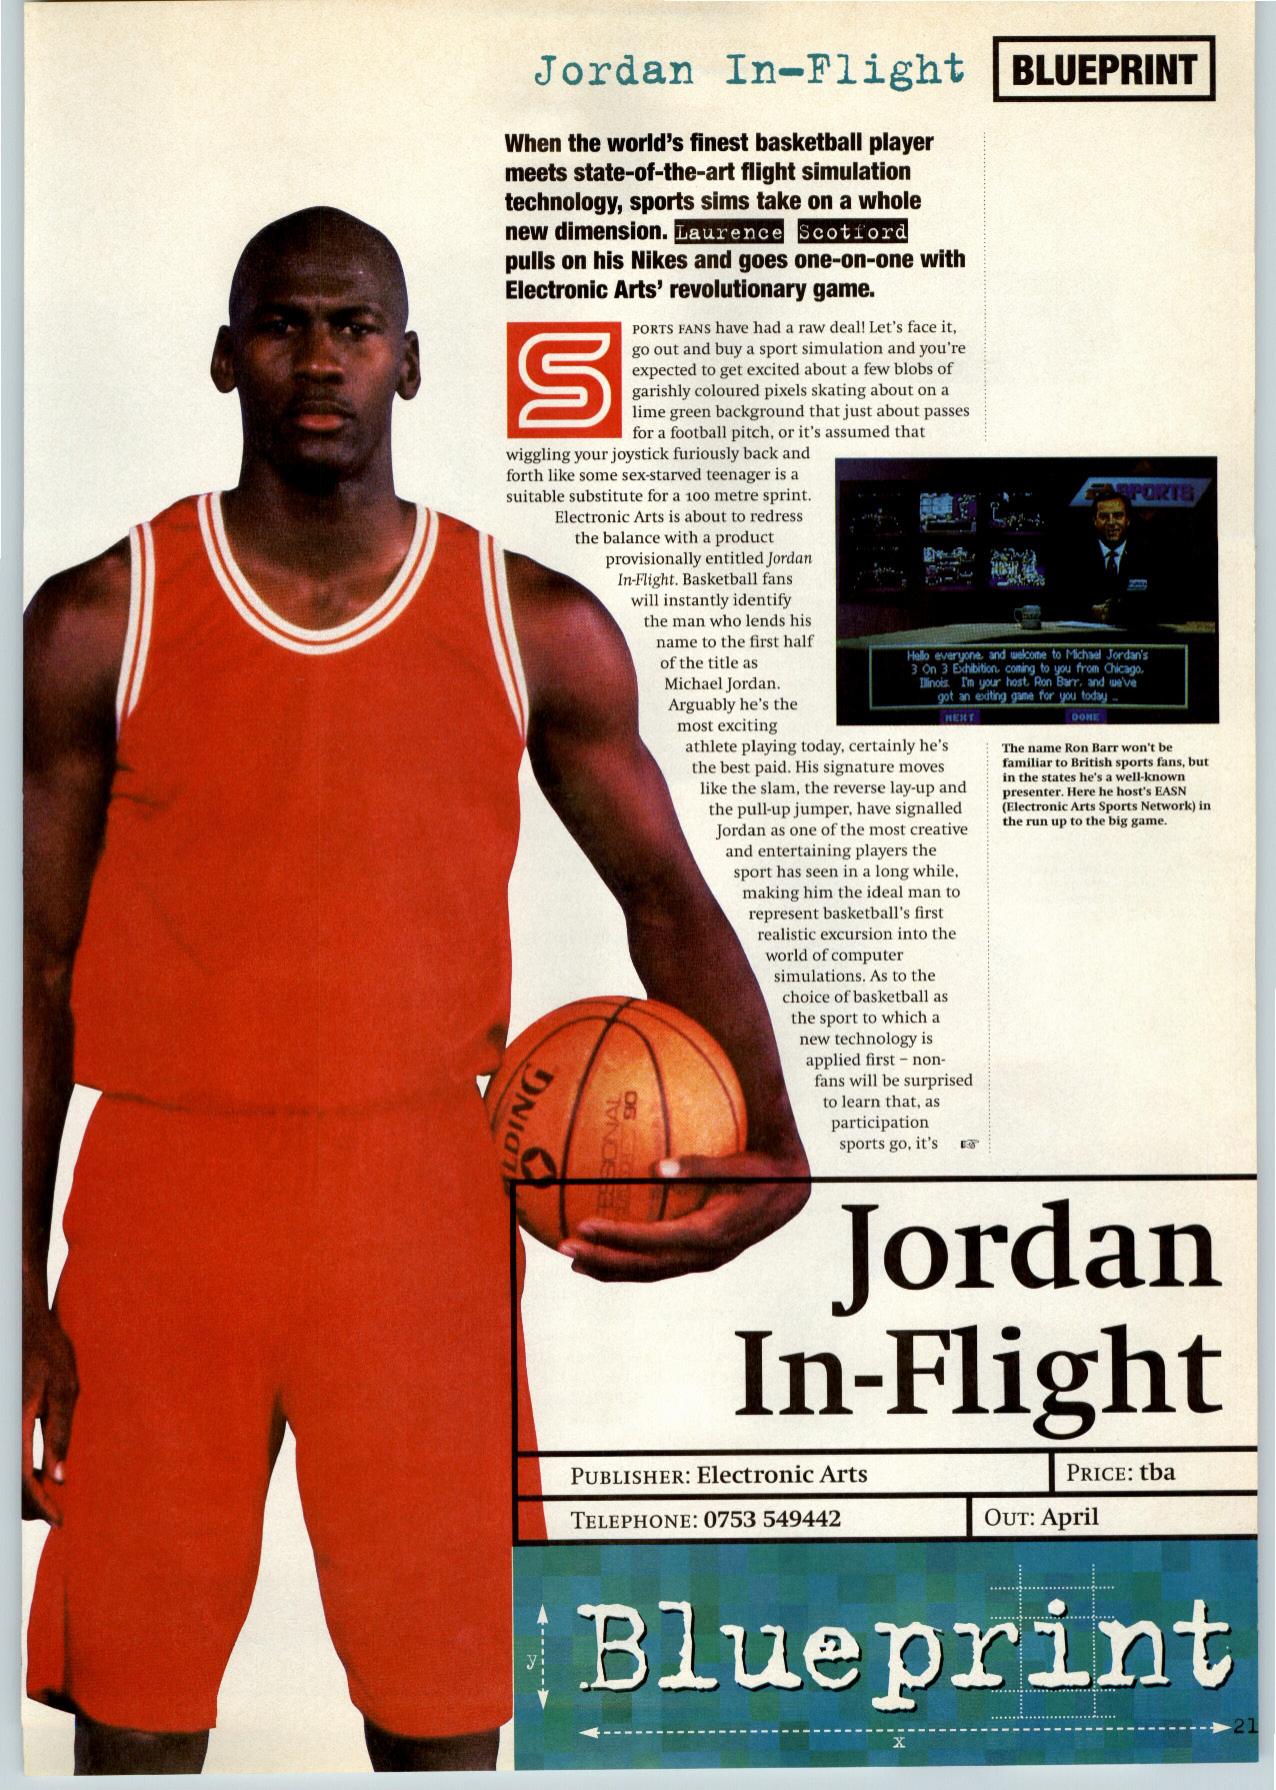 Jordan In-Flight
BLUEPRINT
When the world's finest basketball player
meets state-of-the-art flight simulation
technology, sports sims take on a whole
new dimension. Laurence Scotford
pulls on his Nikes and goes one-on-one with
Electronic Arts' revolutionary game.
SPORTS FANS have had a raw deal! Let's face it,
go out and buy a sport simulation and you're
expected to get excited about a few blobs of
garishly coloured pixels skating about on a
lime green background that just about passes
for a football pitch, or it's assumed that
wiggling your joystick furiously back and
forth like some sex-starved teenager is a
suitable substitute for a 100 metre sprint.
Electronic Arts is about to redress
the balance with a product
provisionally entitled Jordan
In-Flight. Basketball fans
will instantly identify
the man who lends his
name to the first half
of the title as
Michael Jordan.
Arguably he's the
most exciting
athlete playing today, certainly he's
the best paid. His signature moves
like the slam, the reverse lay-up and
the pull-up jumper, have signalled
Jordan as one of the most creative
and entertaining players the
sport has seen in a long while,
making him the ideal man to
represent basketball's first
realistic excursion into the
world of computer
simulations. As to the
choice of basketball as
the sport to which a
new technology is
applied first – non-
fans will be surprised
to learn that, as
participation
sports go, it's
EA SPORTS
Hello everyone, and welcome to Michael Jordan's
3 On 3 Exhibition, coming to you from Chicago,
Illinois. I'm your host, Ron Barr, and we've
got an exiting game for you today ...
NEXT DONE
The name Ron Barr won't be
familiar to British sports fans, but
in the states he's a well-known
presenter. Here he host's EASN
(Electronic Arts Sports Network) in
the run up to the big game.
LDING
SSIONAL
90
Jordan
In-Flight
PUBLISHER: Electronic Arts
PRICE: tba
TELEPHONE: 0753 549442
OUT: April
Blueprint
y
x
21